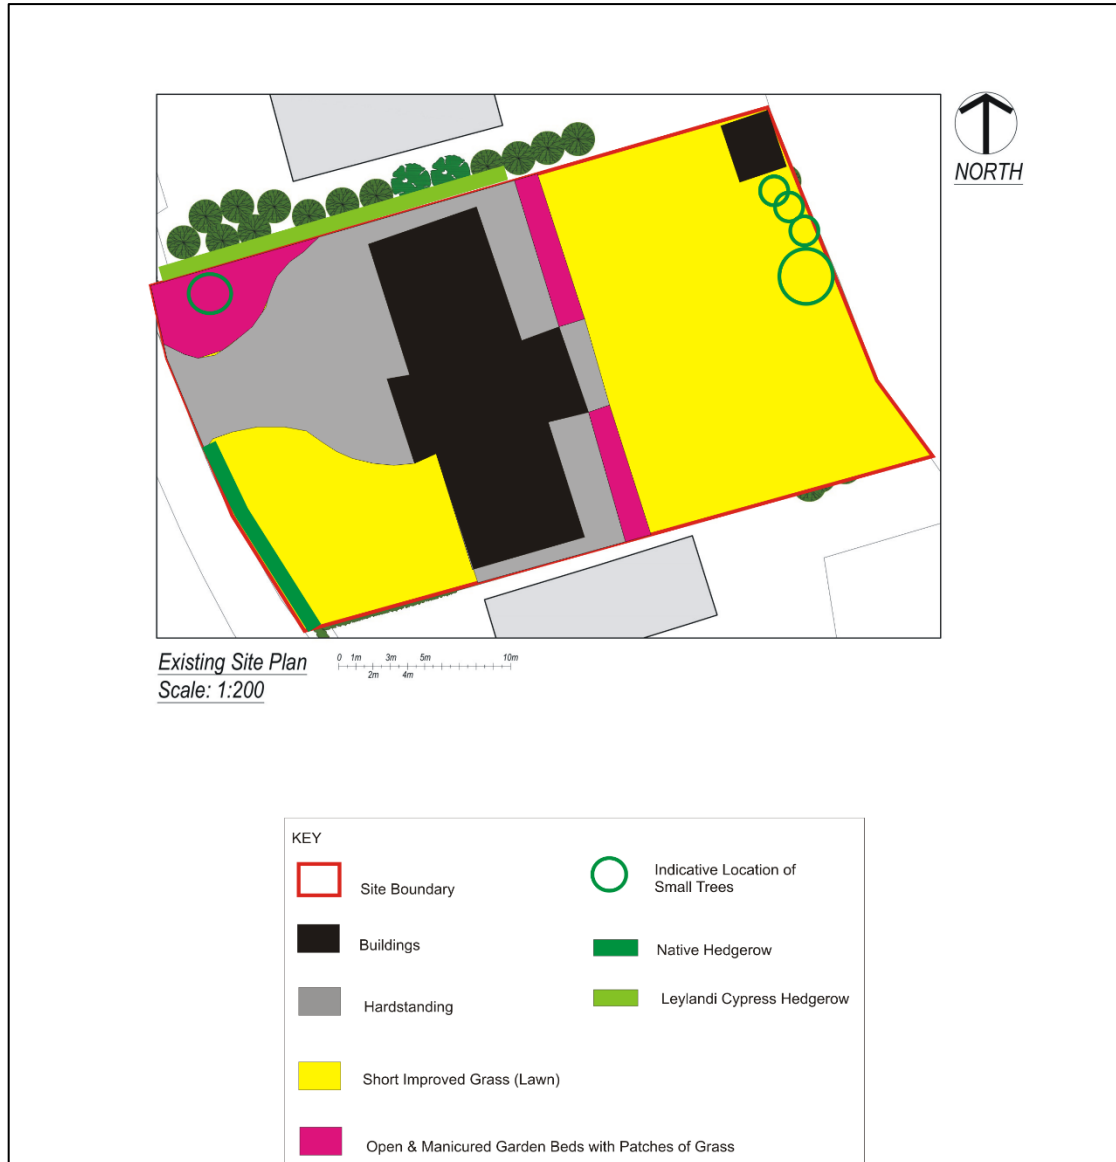 NORTH
Existing Site Plan
Scale: 1:200
0 1m 3m 5m 10m
2m 4m
KEY
Site Boundary
Indicative Location of
Small Trees
Buildings
Native Hedgerow
Hardstanding
Leylandi Cypress Hedgerow
Short Improved Grass (Lawn)
Open & Manicured Garden Beds with Patches of Grass